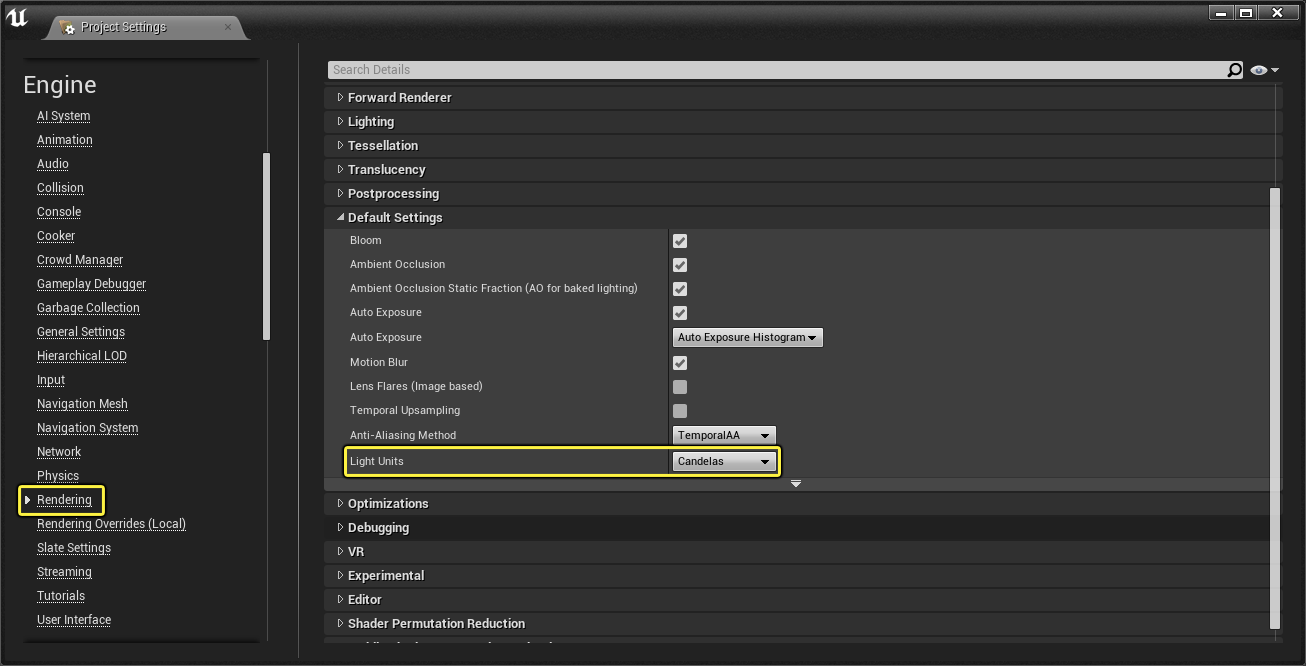 Project Settings
Engine
AI System
Animation
Audio
Collision
Console
Cooker
Crowd Manager
Gameplay Debugger
Garbage Collection
General Settings
Hierarchical LOD
Input
Navigation Mesh
Navigation System
Network
Physics
Rendering
Rendering Overrides (Local)
Slate Settings
Streaming
Tutorials
User Interface
Search Details
Forward Renderer
Lighting
Tessellation
Translucency
Postprocessing
Default Settings
Bloom
Ambient Occlusion
Ambient Occlusion Static Fraction (AO for baked lighting)
Auto Exposure
Auto Exposure Auto Exposure Histogram
Motion Blur
Lens Flares (Image based)
Temporal Upsampling
Anti-Aliasing Method TemporalAA
Light Units Candelas
Optimizations
Debugging
VR
Experimental
Editor
Shader Permutation Reduction